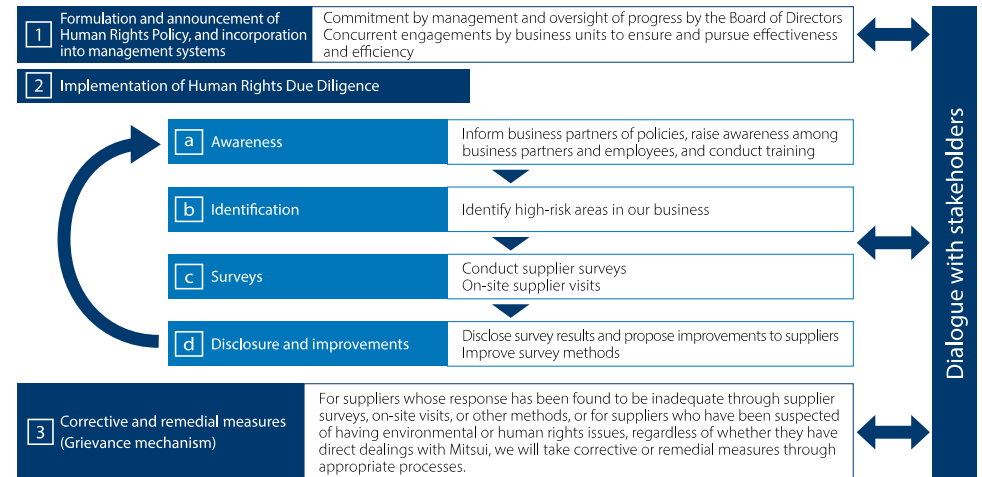 1
Formulation and announcement of
Human Rights Policy, and incorporation
into management systems
Commitment by management and oversight of progress by the Board of Directors
Concurrent engagements by business units to ensure and pursue effectiveness
and efficiency
2 Implementation of Human Rights Due Diligence
a Awareness
Inform business partners of policies, raise awareness among
business partners and employees, and conduct training
b Identification
Identify high-risk areas in our business
c Surveys
Conduct supplier surveys
On-site supplier visits
d Disclosure and improvements
Disclose survey results and propose improvements to suppliers
Improve survey methods
3
Corrective and remedial measures
(Grievance mechanism)
For suppliers whose response has been found to be inadequate through supplier
surveys, on-site visits, or other methods, or for suppliers who have been suspected
of having environmental or human rights issues, regardless of whether they have
direct dealings with Mitsui, we will take corrective or remedial measures through
appropriate processes.
Dialogue with stakeholders